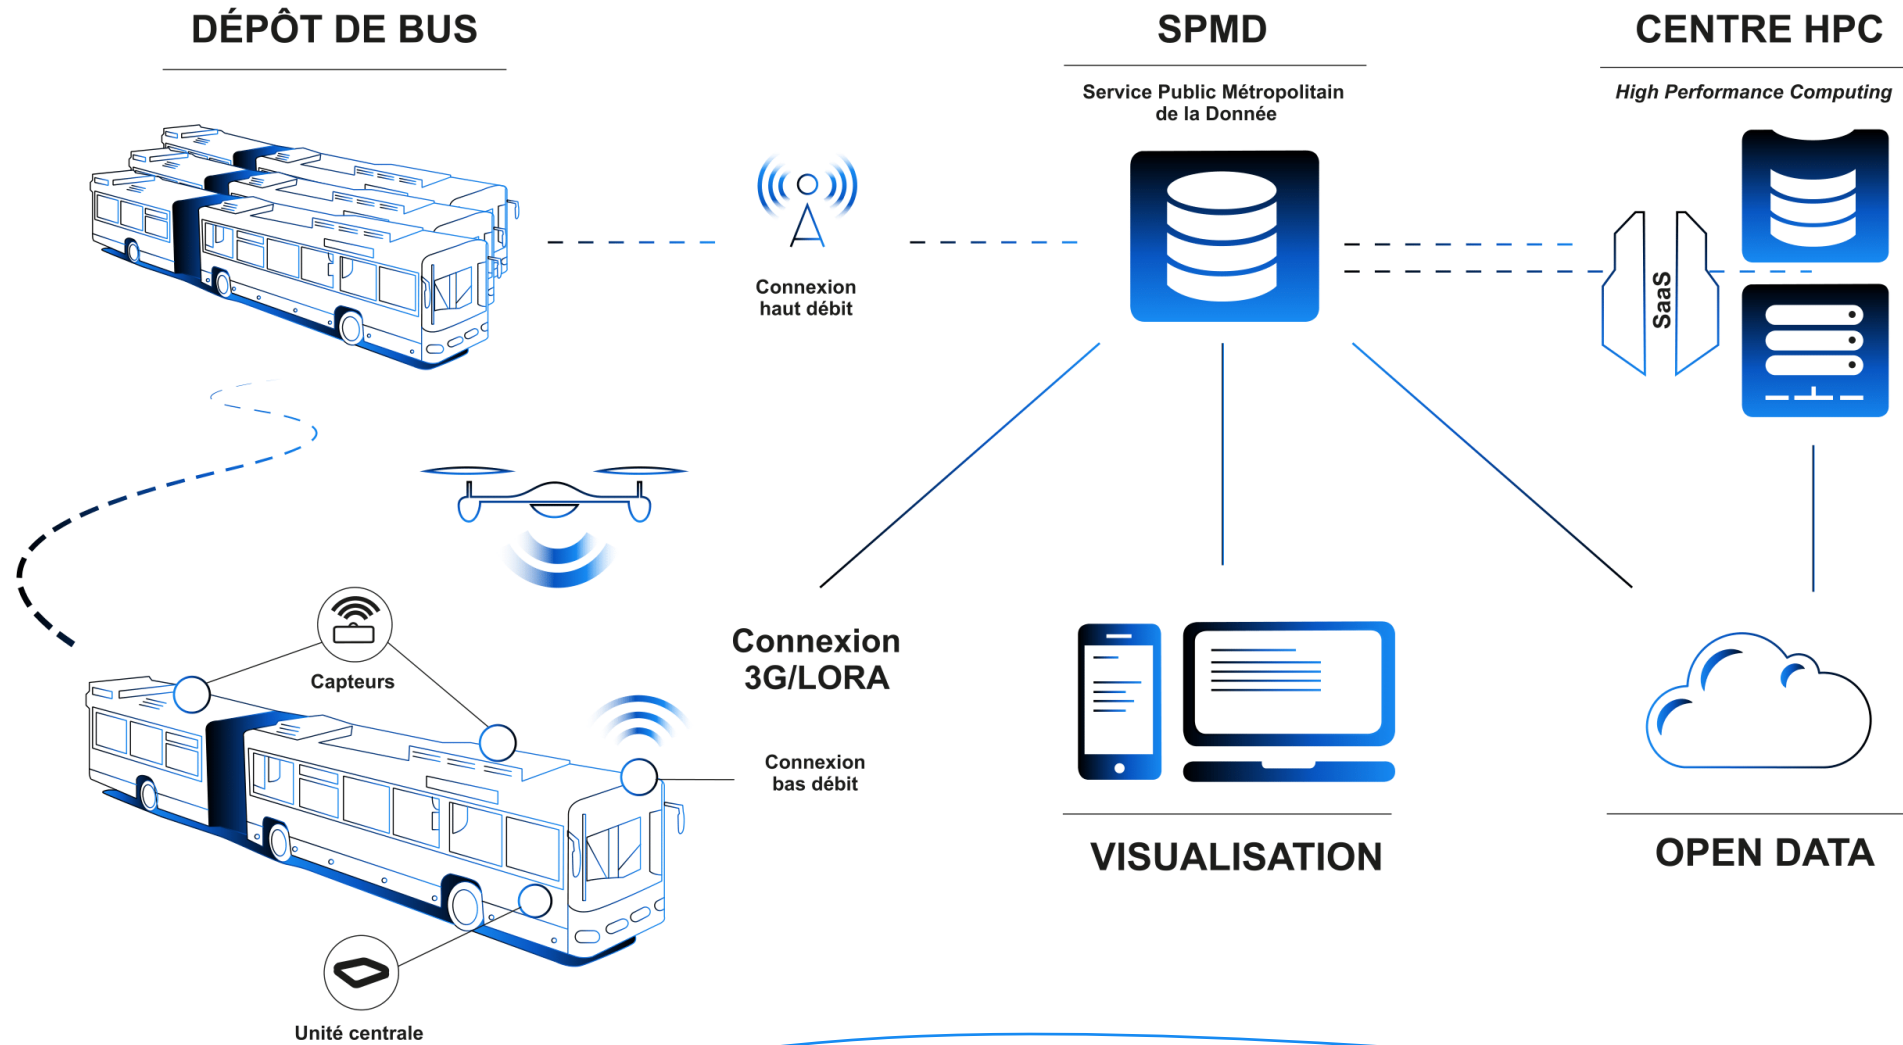 DÉPÔT DE BUS
SPMD
CENTRE HPC
Service Public Métropolitain
de la Donnée
High Performance Computing
Connexion
haut débit
SaaS
Capteurs
Connexion
3G/LORA
Connexion
bas débit
VISUALISATION
OPEN DATA
Unité centrale